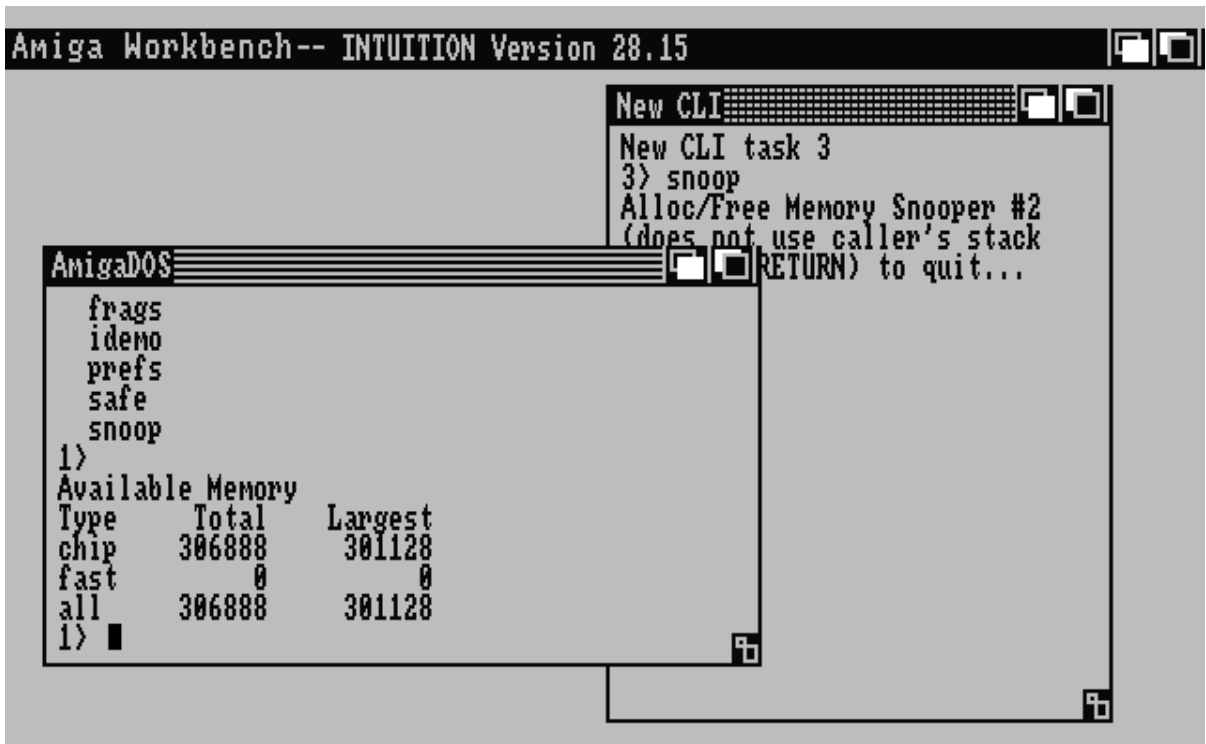 Amiga Workbench-- INTUITION Version 28.15
New CLI
New CLI task 3
3> snoop
Alloc/Free Memory Snooper #2
(does not use caller's stack
RETURN) to quit...
AmigaDOS
frags
idemo
prefs
safe
snoop
1>
Available Memory
Type Total Largest
chip 306888 301128
fast 0 0
all 306888 301128
1>